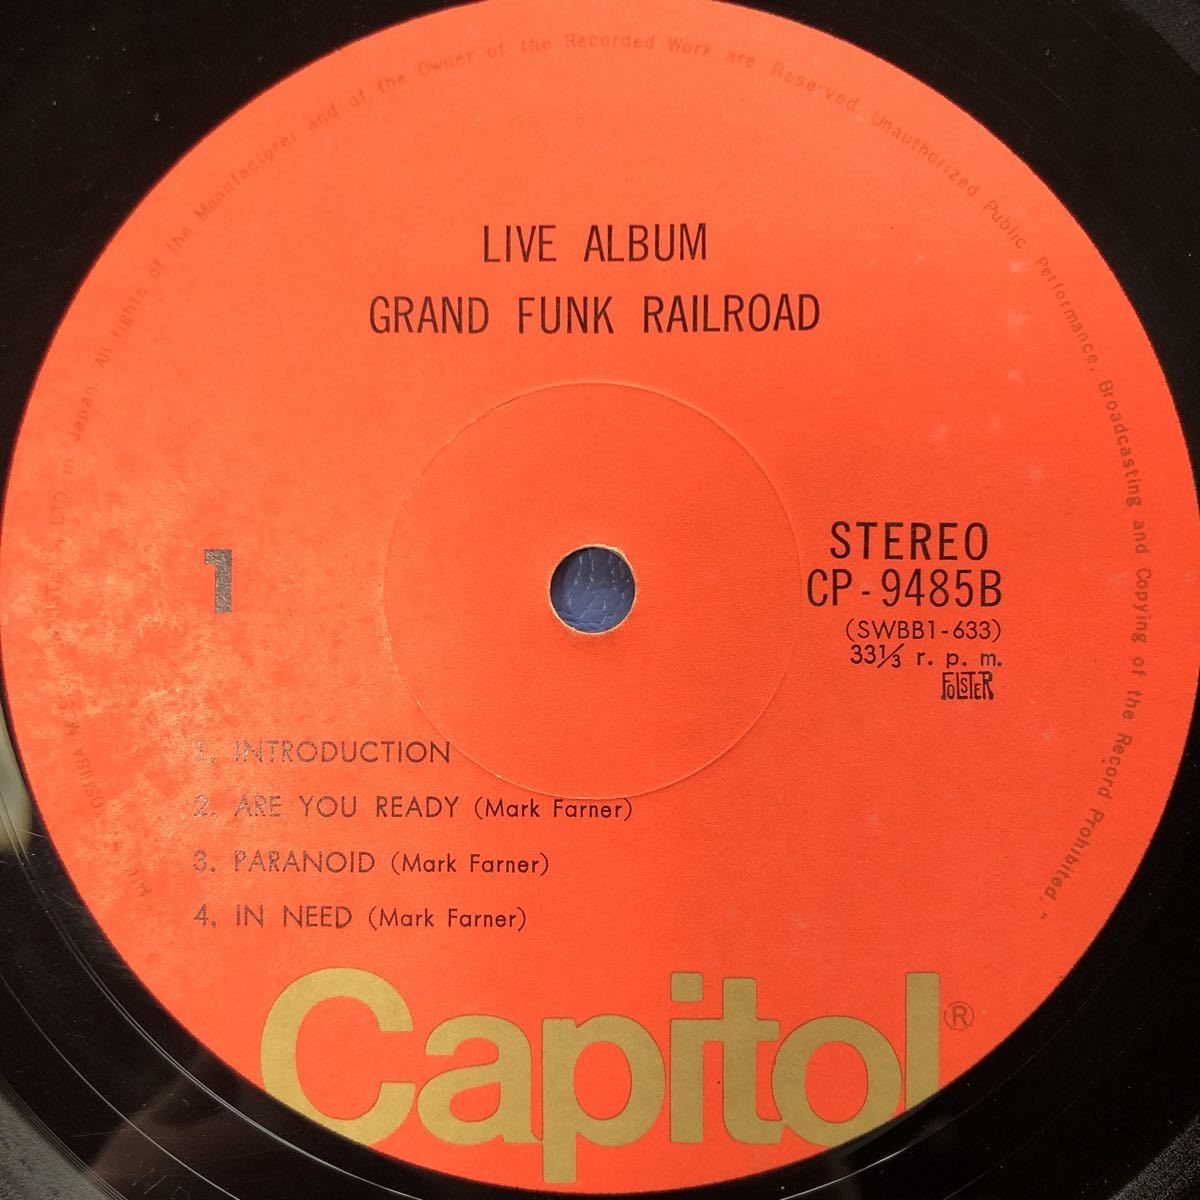 LIVE ALBUM
GRAND FUNK RAILROAD
1
STEREO
CP-9485B
(SWBB1-633)
33⅓ r. p. m.
FOLSTER
1. INTRODUCTION
2. ARE YOU READY (Mark Farner)
3. PARANOID (Mark Farner)
4. IN NEED (Mark Farner)
Capitol®
LTD. in Japan. All rights of the Manufacturer and of the Owner of the Recorded Work are Reserved. Unauthorized Public Performance, Broadcasting and Copying of the Record Prohibited."